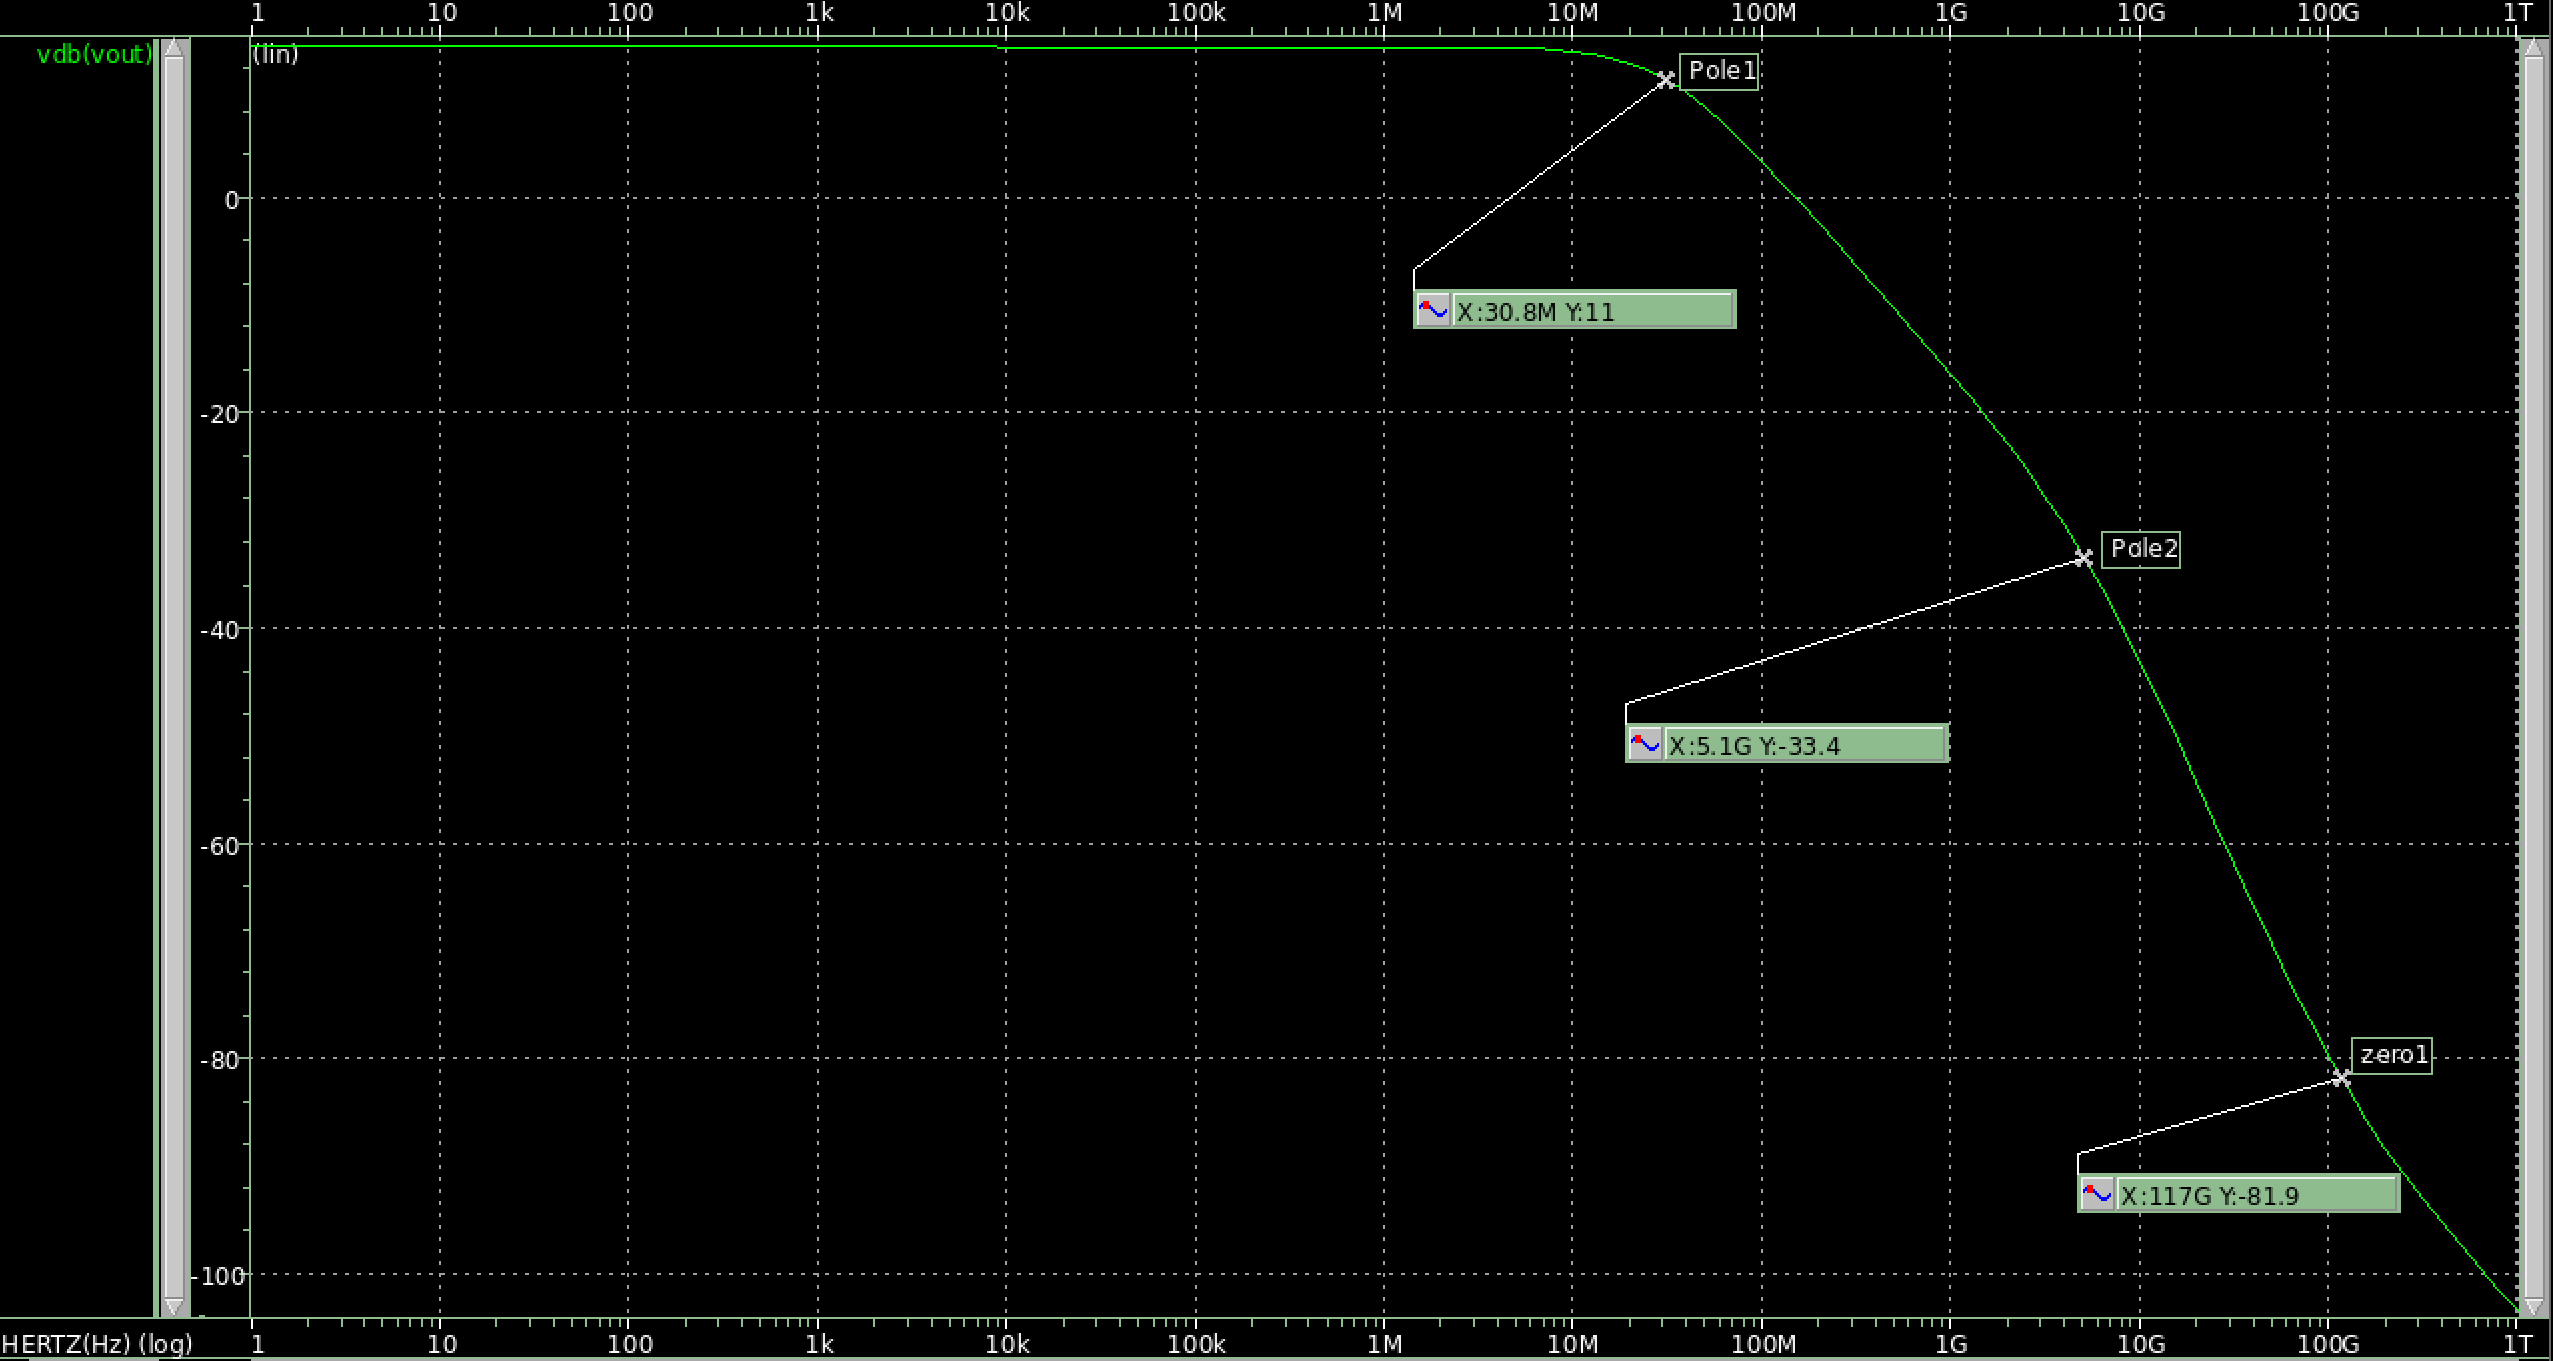 1 10 100 1k 10k 100k 1M 10M 100M 1G 10G 100G 1T
vdb(vout)
(lin)
Pole1
0
X:30.8M Y:11
-20
Pole2
-40
X:5.1G Y:-33.4
-60
zero1
-80
X:117G Y:-81.9
-100
HERTZ(Hz) (log) 1 10 100 1k 10k 100k 1M 10M 100M 1G 10G 100G 1T